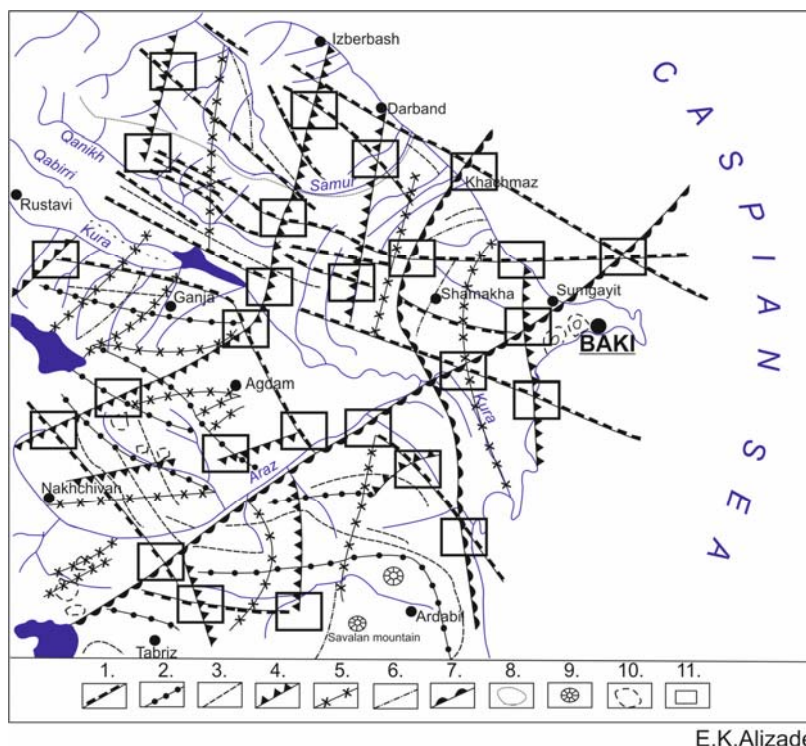 Izberbash
Darband
Qanikh
Qabirri
Samur
Khachmaz
Rustavi
Kura
Ganja
Shamakha
Sumgayit
BAKI
CASPIAN SEA
Agdam
Kura
Araz
Nakhchivan
Ardabil
Savalan mountain
Tabriz
1. 2. 3. 4. 5. 6. 7. 8. 9. 10. 11.
E.K.Alizade